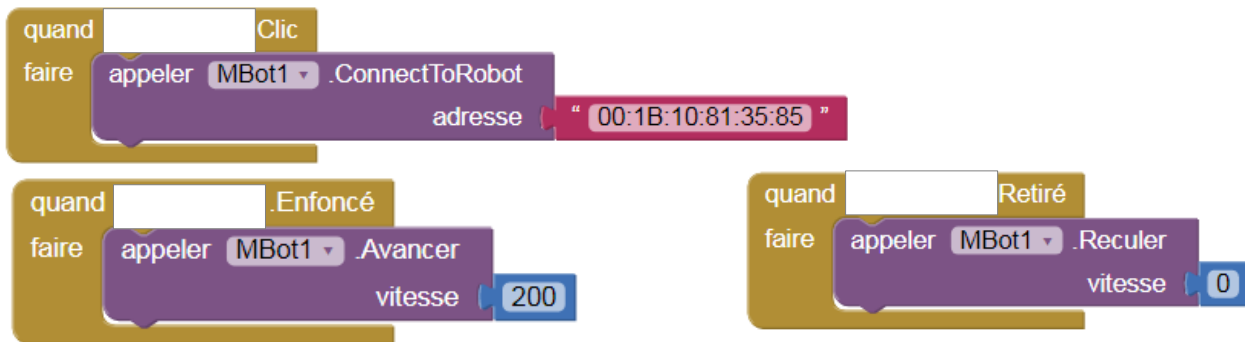 quand Clic
faire appeler MBot1 .ConnectToRobot
adresse “ 00:1B:10:81:35:85 ”
quand .Enfoncé
faire appeler MBot1 .Avancer
vitesse 200
quand Retiré
faire appeler MBot1 .Reculer
vitesse 0